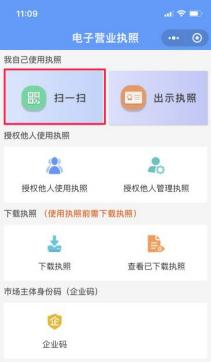 11:09
电子营业执照
我自己使用执照
扫一扫
出示执照
授权他人使用执照
授权他人使用执照
授权他人管理执照
下载执照 (使用执照前需下载执照)
下载执照
查看已下载执照
市场主体身份码（企业码）
企
企业码